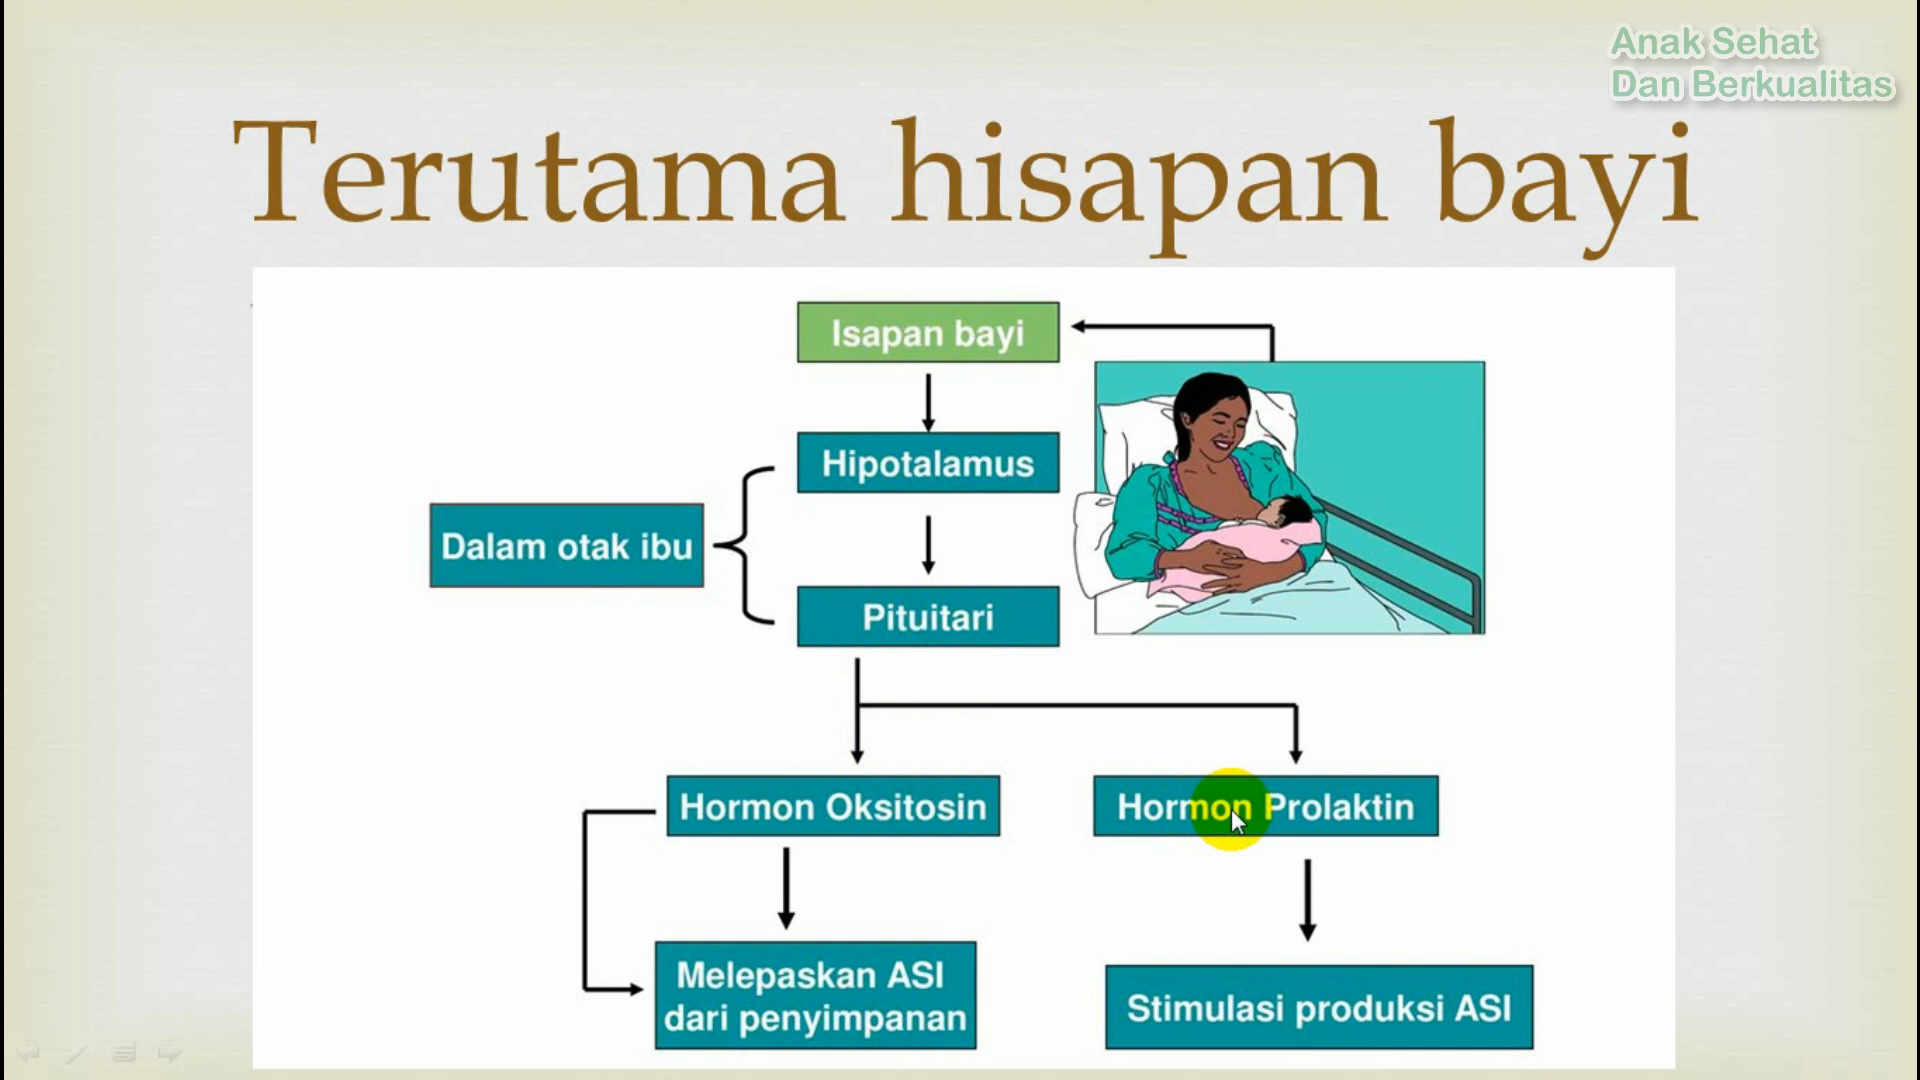 Anak Sehat
Dan Berkualitas
Terutama hisapan bayi
Isapan bayi
Hipotalamus
Dalam otak ibu
Pituitari
Hormon Oksitosin
Hormon Prolaktin
Melepaskan ASI
dari penyimpanan
Stimulasi produksi ASI